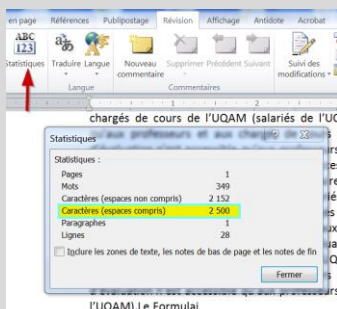 en page Références Publipostage Révision Affichage Antidote Acrobat
ABC
123
Statistiques Traduire Langue Nouveau commentaire Supprimer Précédent Suivant Suivi des modifications
Langue Commentaires
1 2
chargés de cours de l'UQAM (salariés de l'UQ
Statistiques
Statistiques :
Pages 1
Mots 349
Caractères (espaces non compris) 2 152
Caractères (espaces compris) 2 500
Paragraphes 1
Lignes 28
Inclure les zones de texte, les notes de bas de page et les notes de fin
Fermer
l'UQAM).Le Formulai